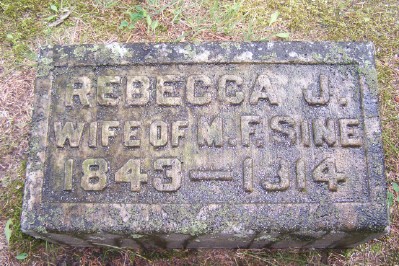 REBECCA J.
WIFE OF M.F. SINE
1843—1914